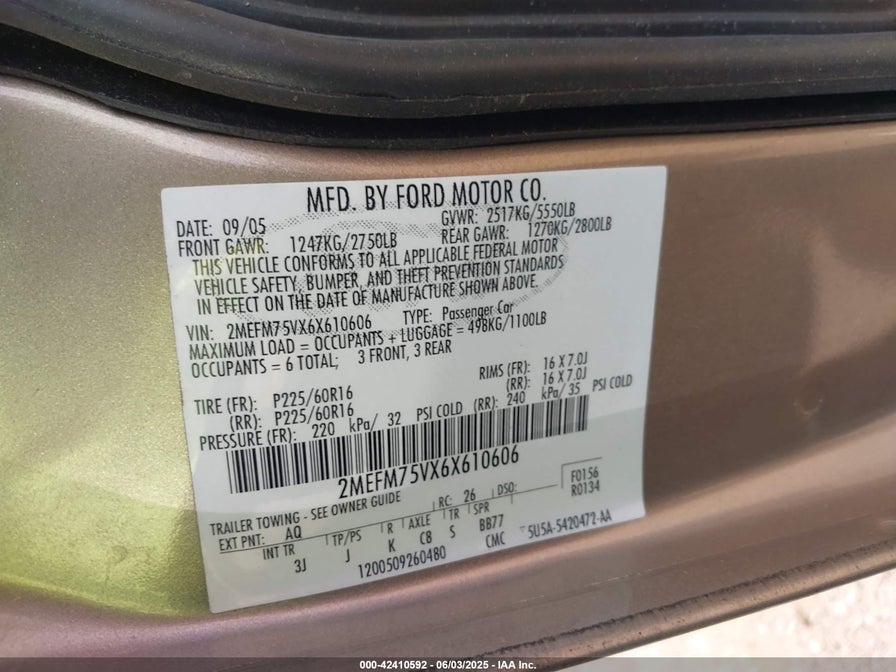 MFD. BY FORD MOTOR CO.
DATE: 09/05 GVWR: 2517KG/5550LB
FRONT GAWR: 1247KG/2750LB REAR GAWR: 1270KG/2800LB
THIS VEHICLE CONFORMS TO ALL APPLICABLE FEDERAL MOTOR
VEHICLE SAFETY, BUMPER, AND THEFT PREVENTION STANDARDS
IN EFFECT ON THE DATE OF MANUFACTURE SHOWN ABOVE.
VIN: 2MEFM75VX6X610606 TYPE: Passenger Car
MAXIMUM LOAD = OCCUPANTS + LUGGAGE = 498KG/1100LB
OCCUPANTS = 6 TOTAL; 3 FRONT, 3 REAR
RIMS (FR): 16 X 7.0J
TIRE (FR): P225/60R16 (RR): 16 X 7.0J
(RR): P225/60R16
PRESSURE (FR): 220 kPa/ 32 PSI COLD (RR): 240 kPa/ 35 PSI COLD
2MEFM75VX6X610606
F0156
R0134
TRAILER TOWING - SEE OWNER GUIDE RC: 26 DSO:
EXT PNT: AQ
INT TR TP/PS R AXLE TR SPR
3J J K C8 S BB77
1200509260480 CMC 5U5A-5420472-AA
000-42410592 - 06/03/2025 - IAA Inc.